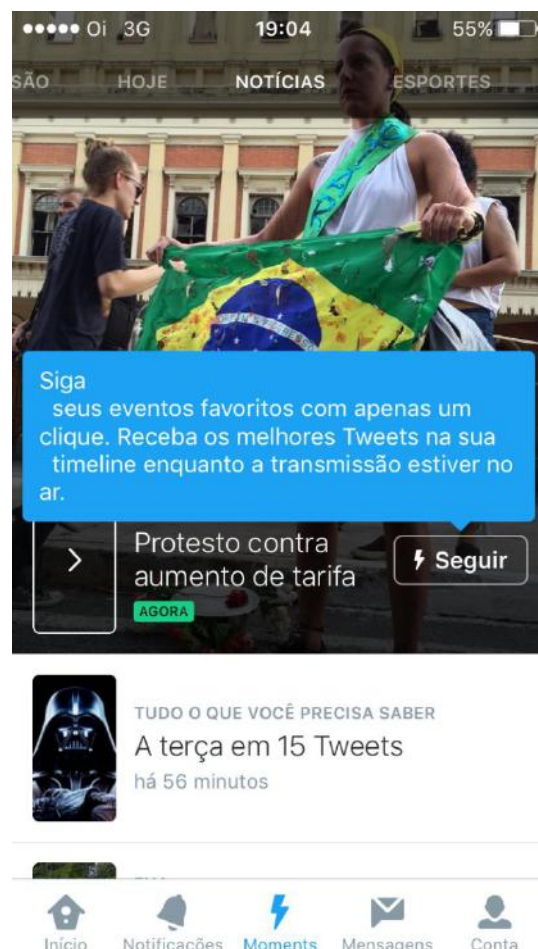 Oi 3G 19:04 55%
SÃO HOJE NOTÍCIAS ESPORTES
Siga
seus eventos favoritos com apenas um
clique. Receba os melhores Tweets na sua
timeline enquanto a transmissão estiver no
ar.
Protesto contra
aumento de tarifa
Seguir
AGORA
TUDO O QUE VOCÊ PRECISA SABER
A terça em 15 Tweets
há 56 minutos
Início Notificações Moments Mensagens Conta